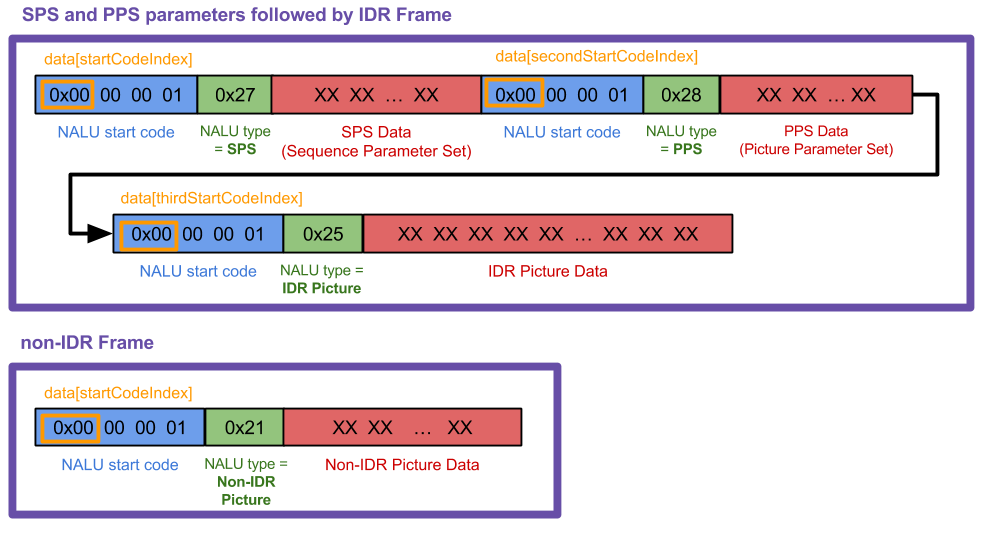 SPS and PPS parameters followed by IDR Frame
data[startCodeIndex]
data[secondStartCodeIndex]
0x00 00 00 01 0x27 XX XX ... XX 0x00 00 00 01 0x28 XX XX ... XX
NALU start code
NALU type
= SPS
SPS Data
(Sequence Parameter Set)
NALU start code
NALU type
= PPS
PPS Data
(Picture Parameter Set)
data[thirdStartCodeIndex]
0x00 00 00 01 0x25 XX XX XX XX XX ... XX XX XX
NALU start code
NALU type =
IDR Picture
IDR Picture Data
non-IDR Frame
data[startCodeIndex]
0x00 00 00 01 0x21 XX XX ... XX
NALU start code
NALU type =
Non-IDR
Picture
Non-IDR Picture Data